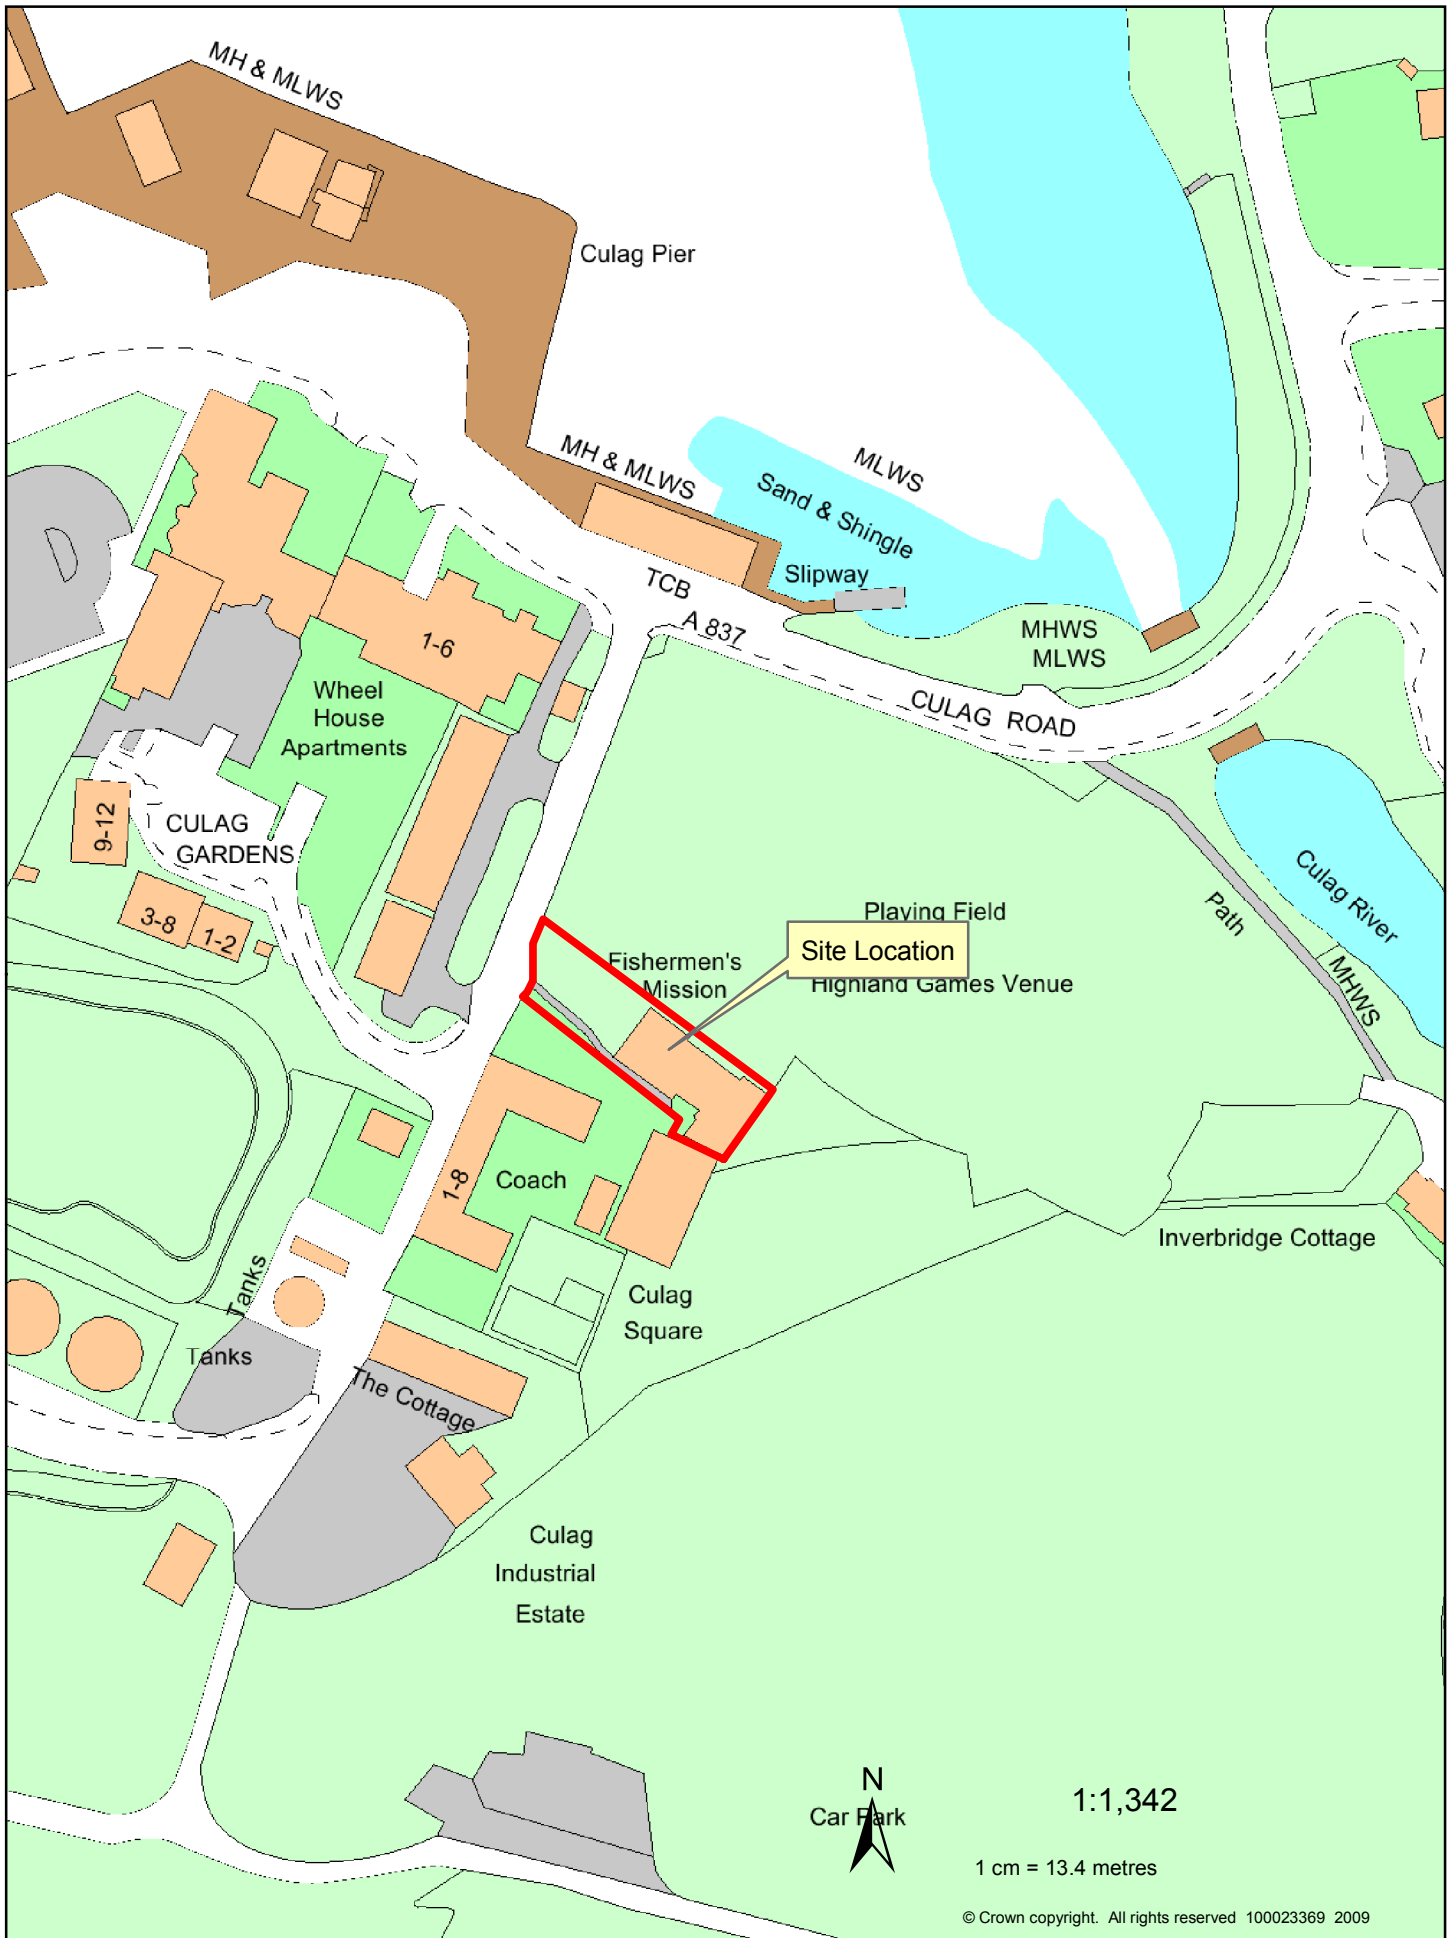 MH & MLWS
Culag Pier
MH & MLWS
MLWS
Sand & Shingle
Slipway
TCB
A 837
MHWS
MLWS
1-6
Wheel
House
Apartments
CULAG ROAD
9-12
CULAG
GARDENS
3-8
1-2
Culag River
Path
MHWS
Playing Field
Site Location
Highland Games Venue
Fishermen's
Mission
1-8
Coach
Inverbridge Cottage
Tanks
Culag
Square
Tanks
The Cottage
Culag
Industrial
Estate
N
Car Park
1:1,342
1 cm = 13.4 metres
© Crown copyright. All rights reserved 100023369 2009